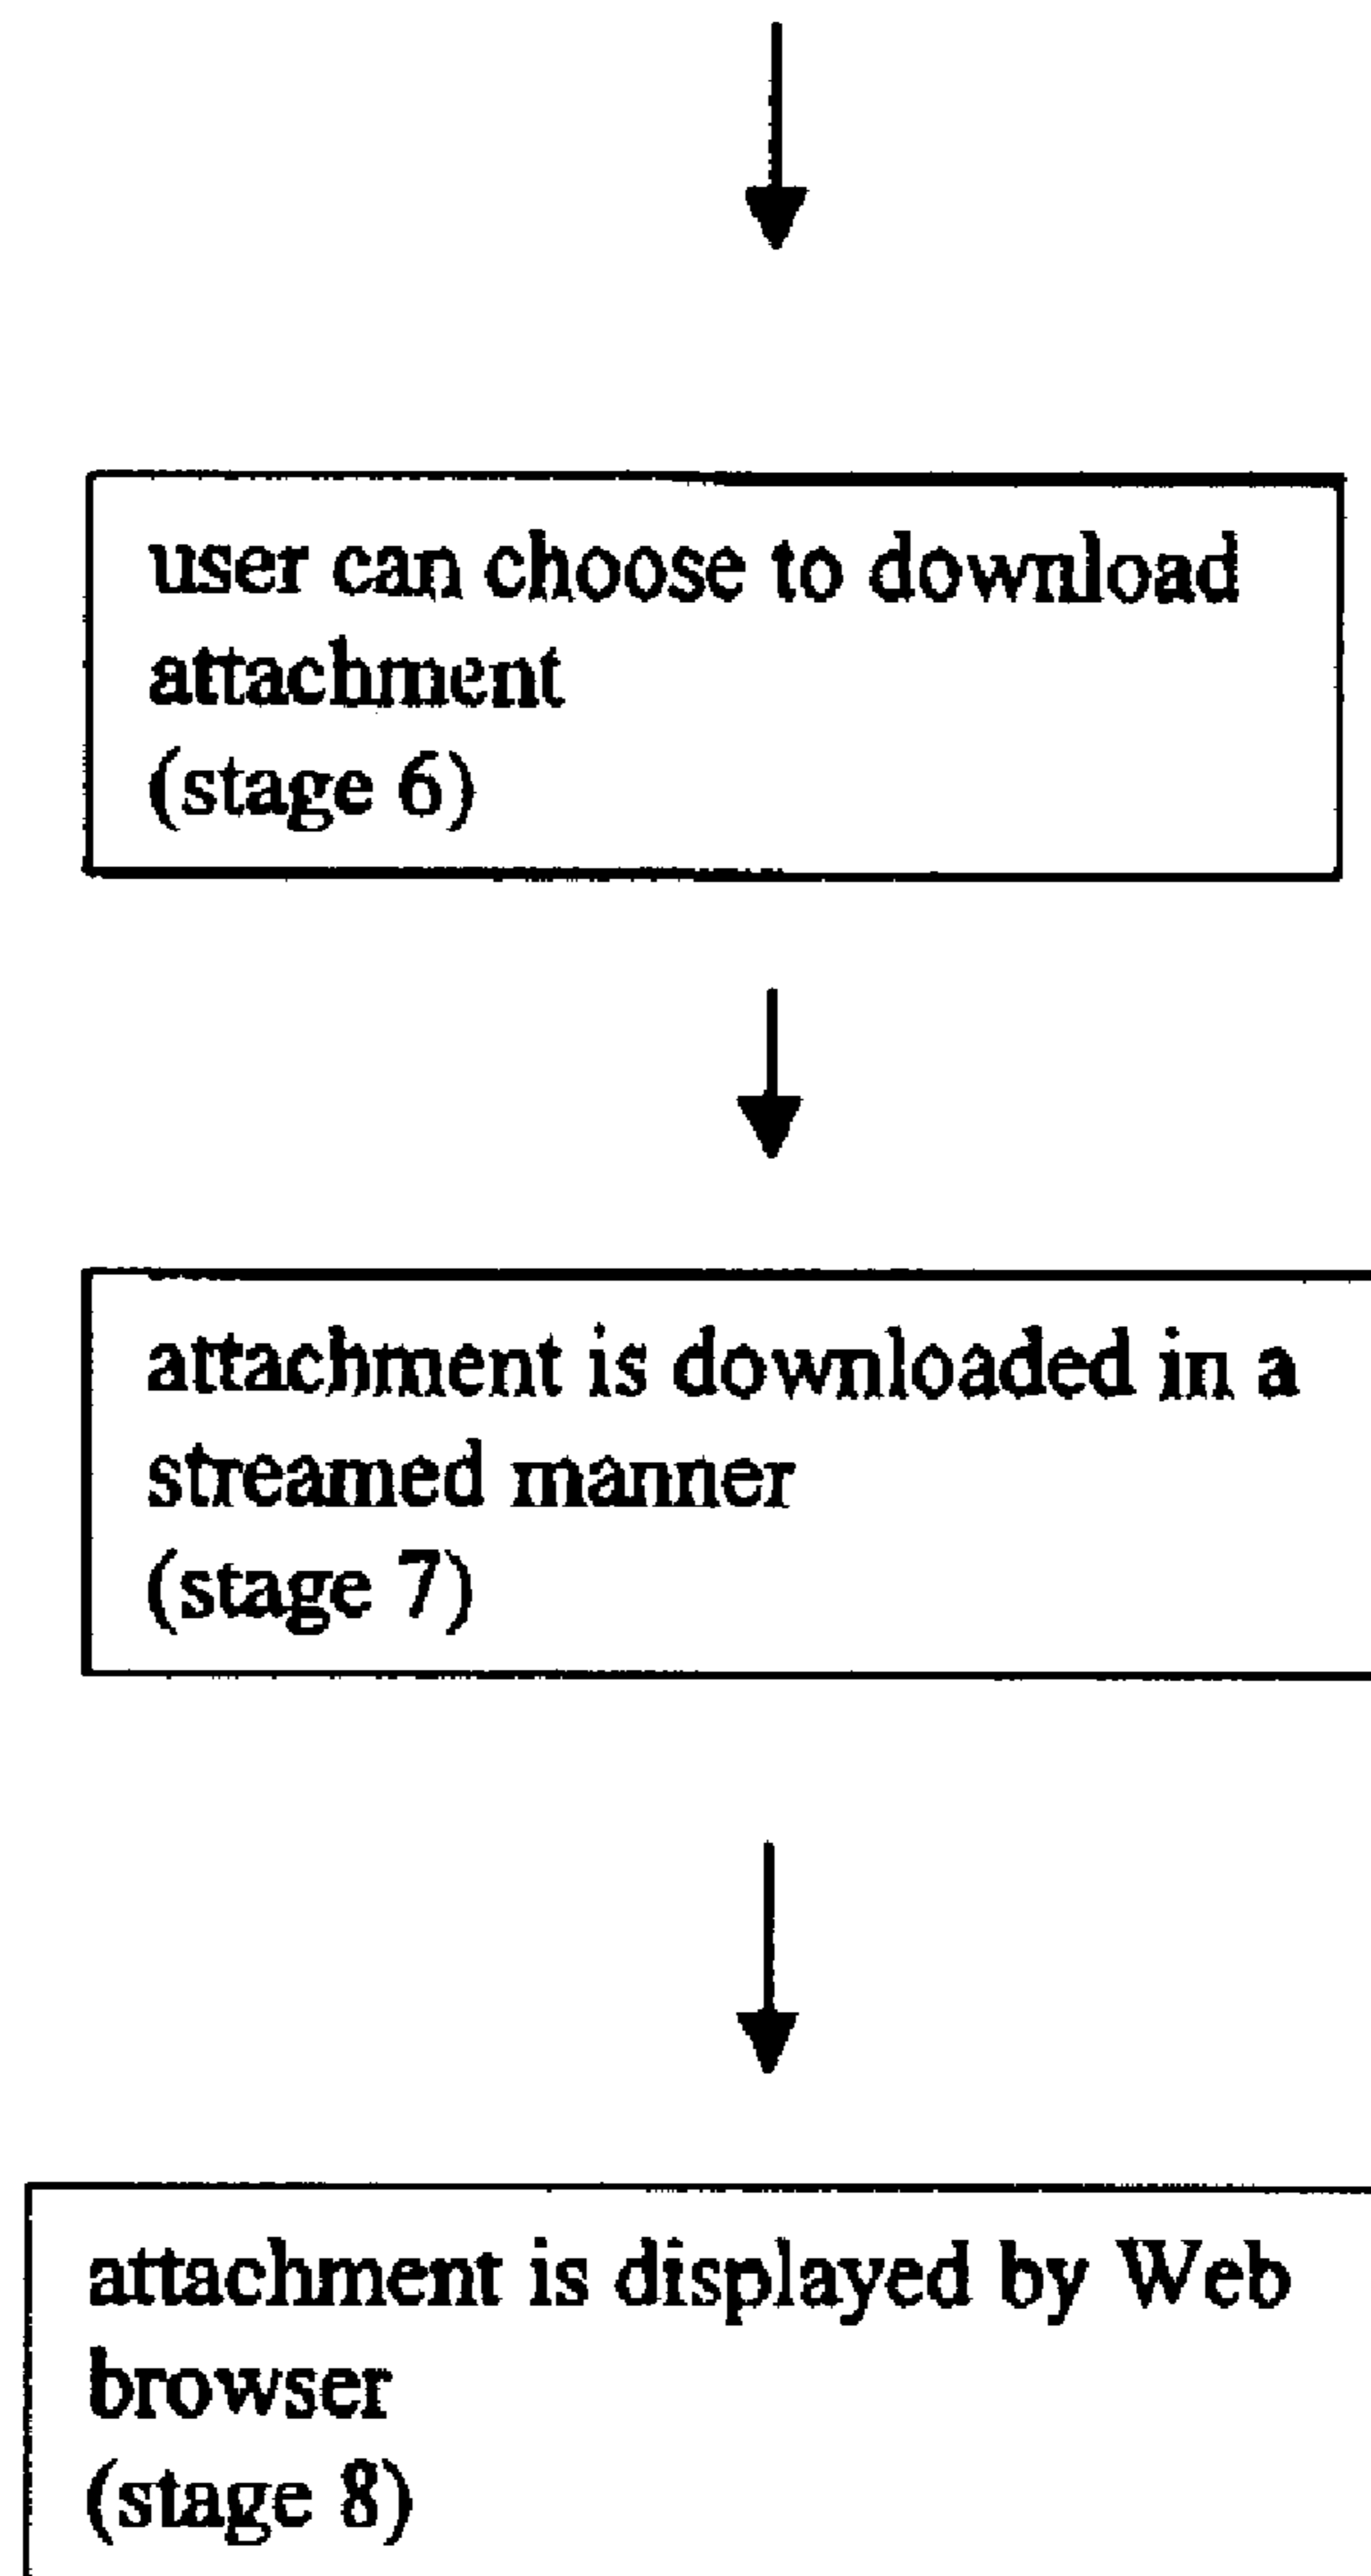 user can choose to download
attachment
(stage 6)
attachment is downloaded in a
streamed manner
(stage 7)
attachment is displayed by Web
browser
(stage 8)